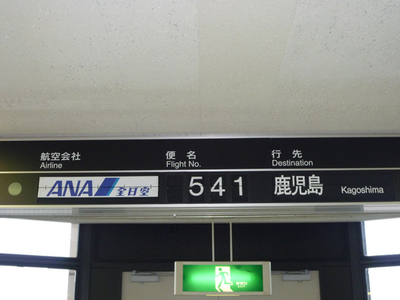 航空会社 便名 行先
Airline Flight No. Destination
ANA 全日空 541 鹿児島 Kagoshima